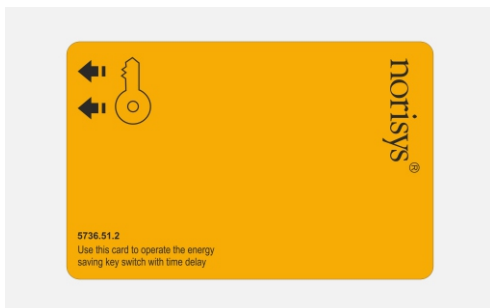 norisys®
5736.51.2
Use this card to operate the energy
saving key switch with time delay